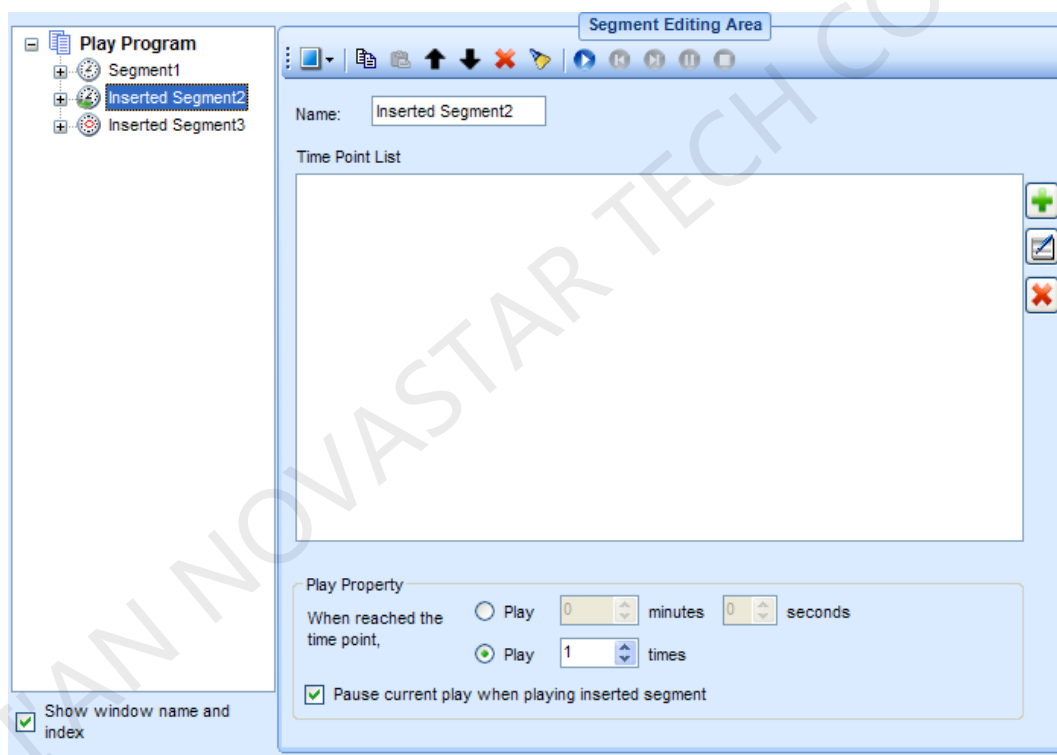 Segment Editing Area
Play Program
Segment1
Inserted Segment2
Inserted Segment3
Name: Inserted Segment2
Time Point List
Play Property
When reached the
time point,
Play 0 minutes 0 seconds
Play 1 times
Pause current play when playing inserted segment
Show window name and
index
NOVASTAR TECH